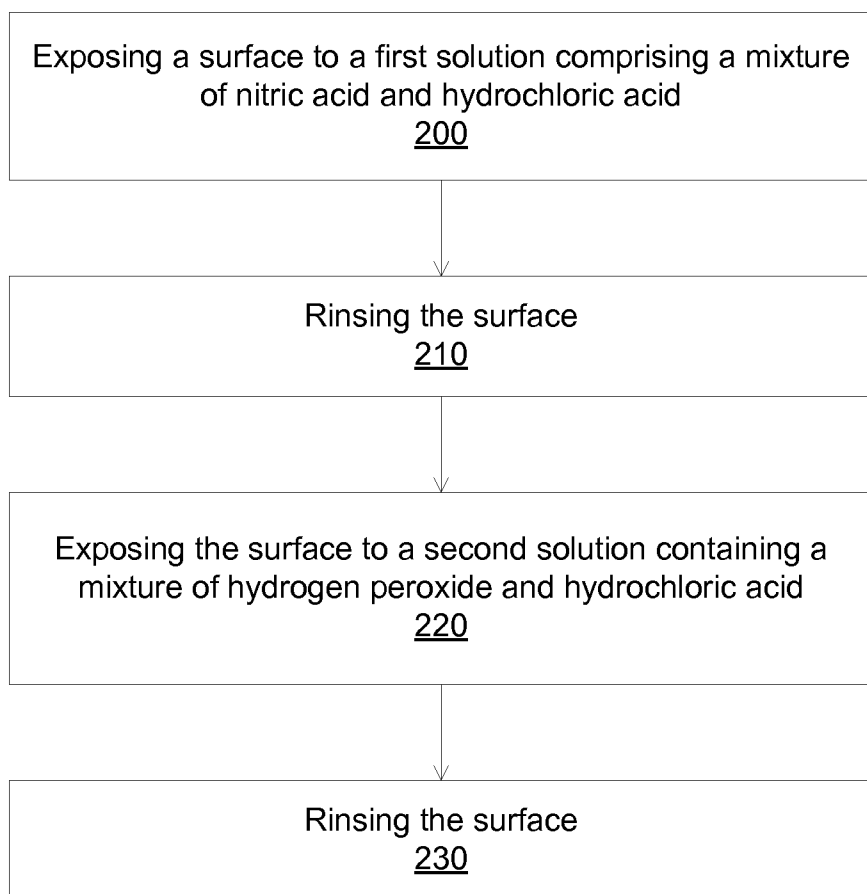 Exposing a surface to a first solution comprising a mixture
of nitric acid and hydrochloric acid
200
Rinsing the surface
210
Exposing the surface to a second solution containing a
mixture of hydrogen peroxide and hydrochloric acid
220
Rinsing the surface
230